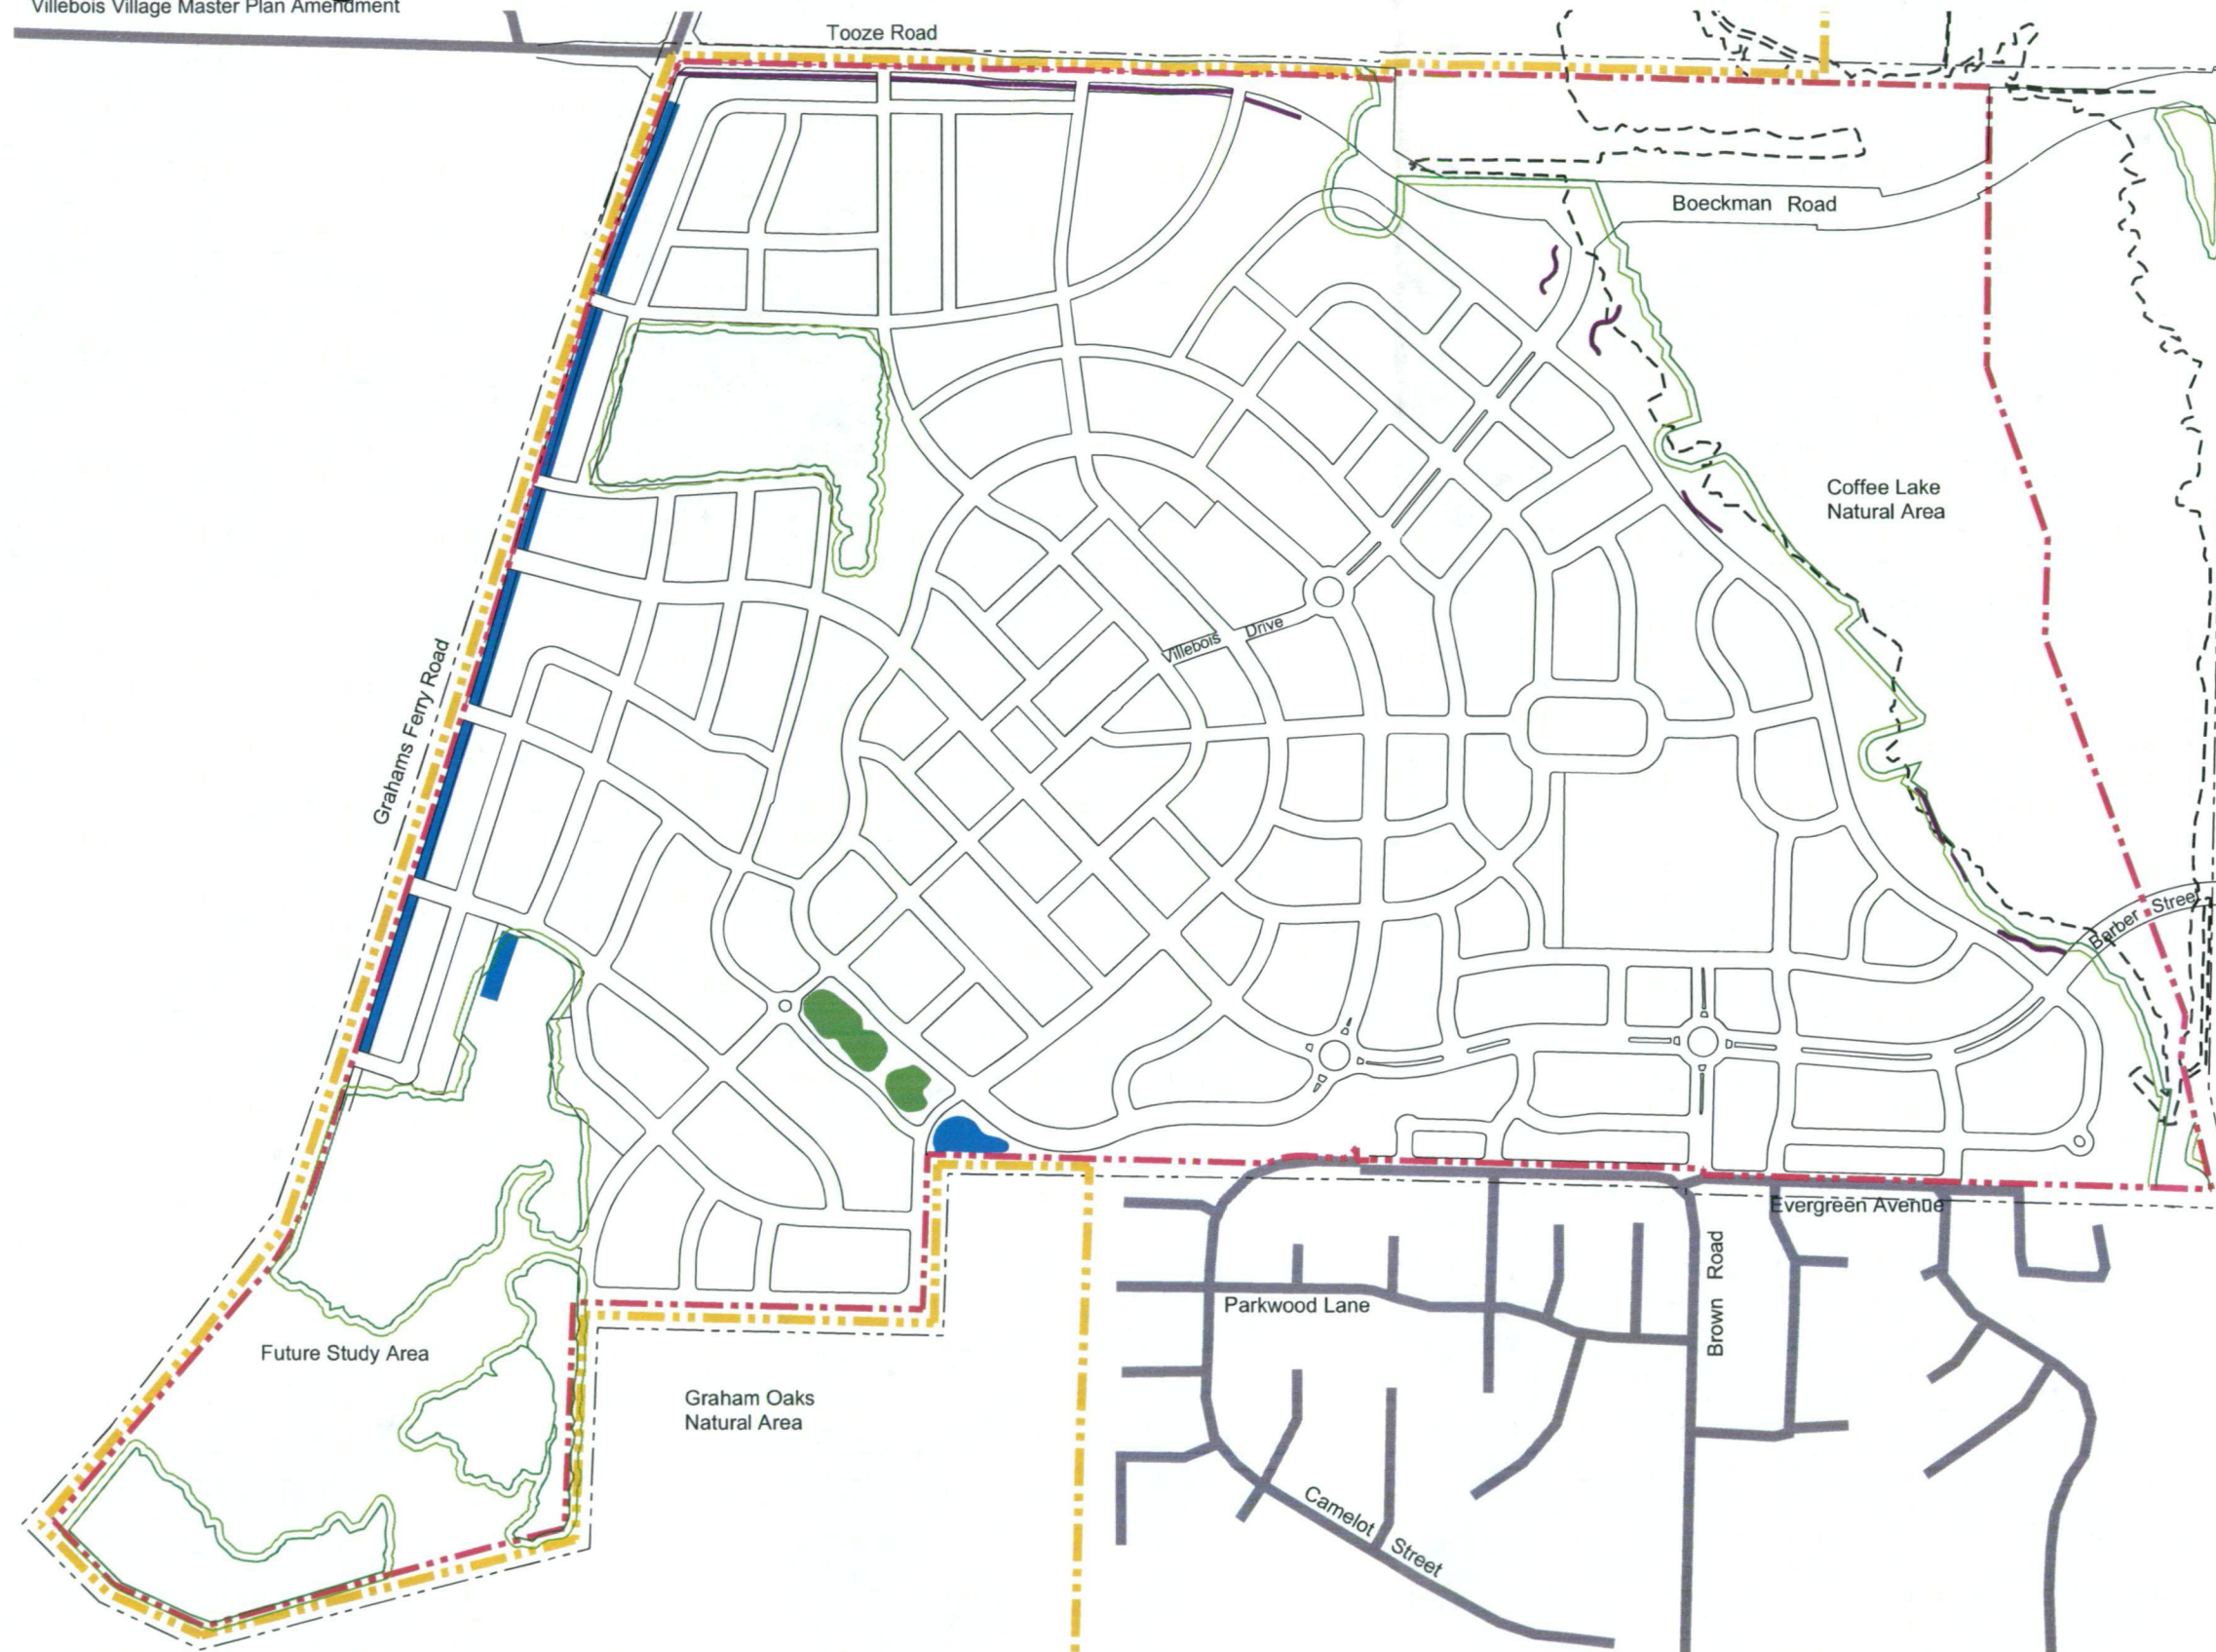 Villebois Village Master Plan Amendment
Tooze Road
Boeckman Road
Coffee Lake
Natural Area
Villebois Drive
Grahams Ferry Road
Barber Street
Evergreen Avenue
Brown Road
Parkwood Lane
Future Study Area
Graham Oaks
Natural Area
Camelot Street